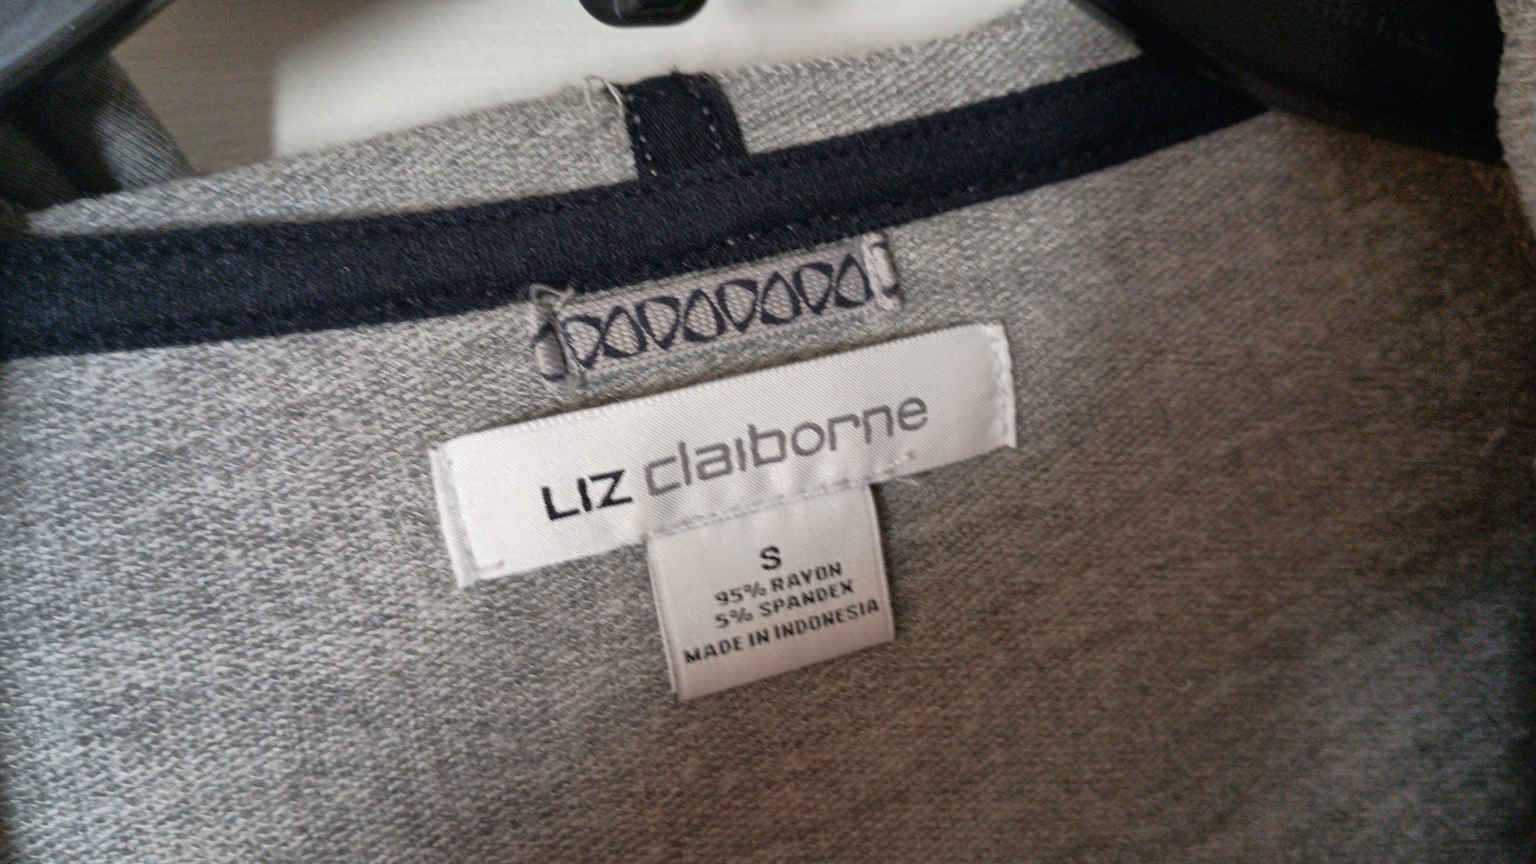 LIZ claiborne
S
95% RAYON
5% SPANDEX
MADE IN INDONESIA